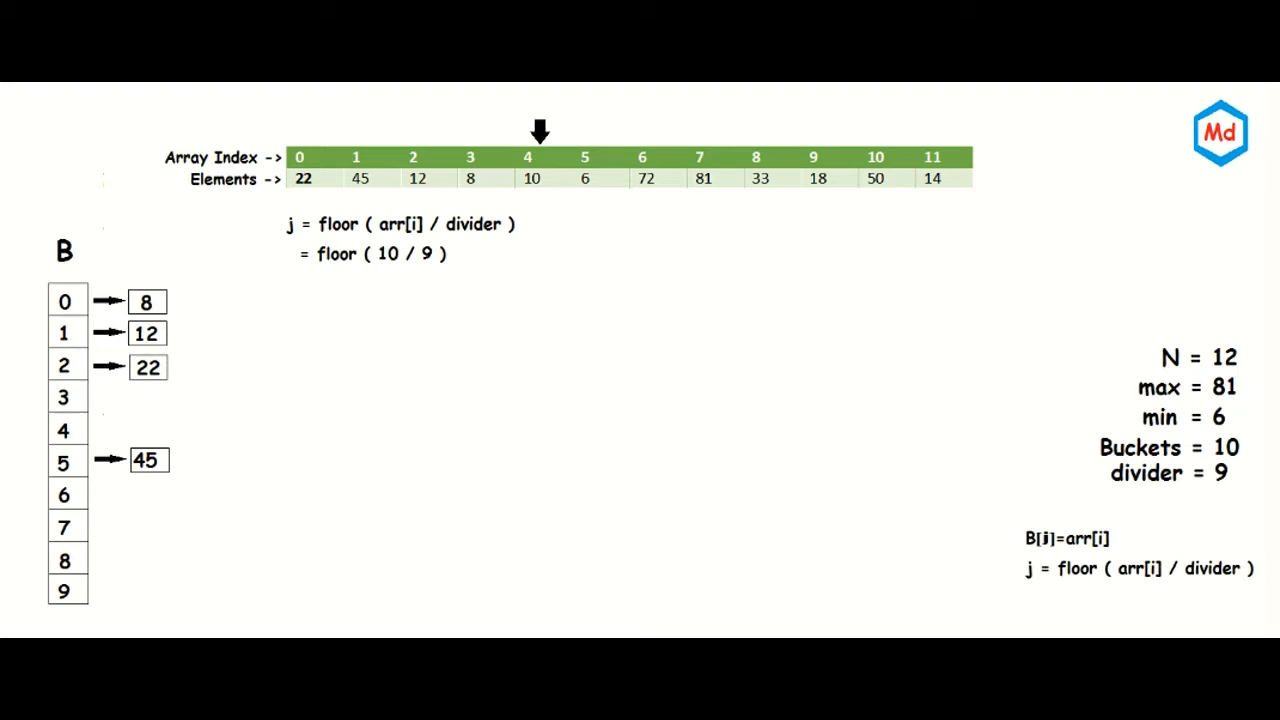 Md
Array Index -> 0 1 2 3 4 5 6 7 8 9 10 11
Elements -> 22 45 12 8 10 6 72 81 33 18 50 14
j = floor ( arr[i] / divider )
= floor ( 10 / 9 )
B
0 8
1 12
2 22
3
4
5 45
6
7
8
9
N = 12
max = 81
min = 6
Buckets = 10
divider = 9
B[j]=arr[i]
j = floor ( arr[i] / divider )